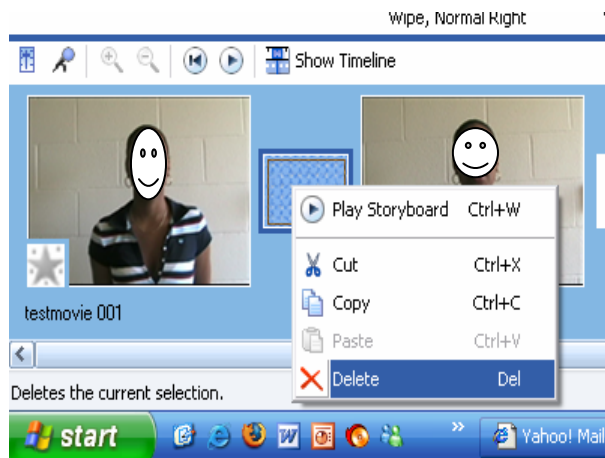 Wipe, Normal Right
Show Timeline
Play Storyboard Ctrl+W
Cut Ctrl+X
Copy Ctrl+C
Paste Ctrl+V
Delete Del
testmovie 001
Deletes the current selection.
start
W
»
Yahoo! Mail